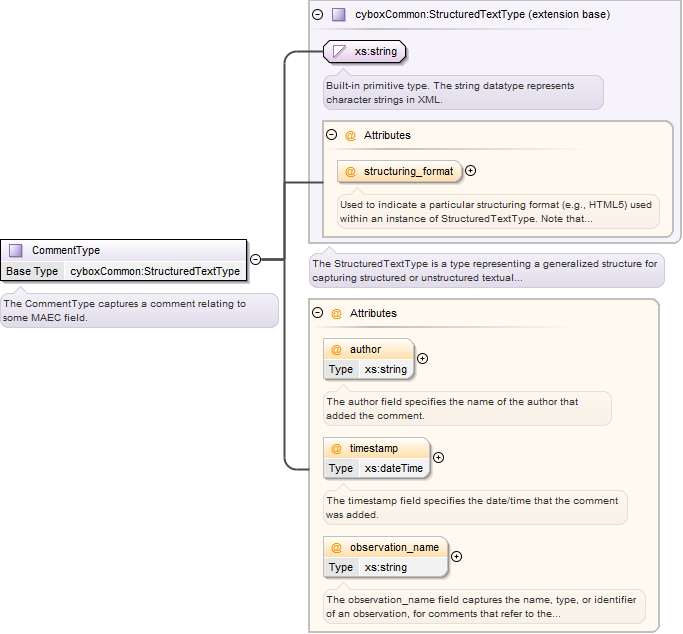 cyboxCommon:StructuredTextType (extension base)
xs:string
Built-in primitive type. The string datatype represents
character strings in XML.
@ Attributes
@ structuring_format
Used to indicate a particular structuring format (e.g., HTML5) used
within an instance of StructuredTextType. Note that...
CommentType
Base Type cyboxCommon:StructuredTextType
The CommentType captures a comment relating to
some MAEC field.
The StructuredTextType is a type representing a generalized structure for
capturing structured or unstructured textual...
@ Attributes
@ author
Type xs:string
The author field specifies the name of the author that
added the comment.
@ timestamp
Type xs:dateTime
The timestamp field specifies the date/time that the comment
was added.
@ observation_name
Type xs:string
The observation_name field captures the name, type, or identifier
of an observation, for comments that refer to the...